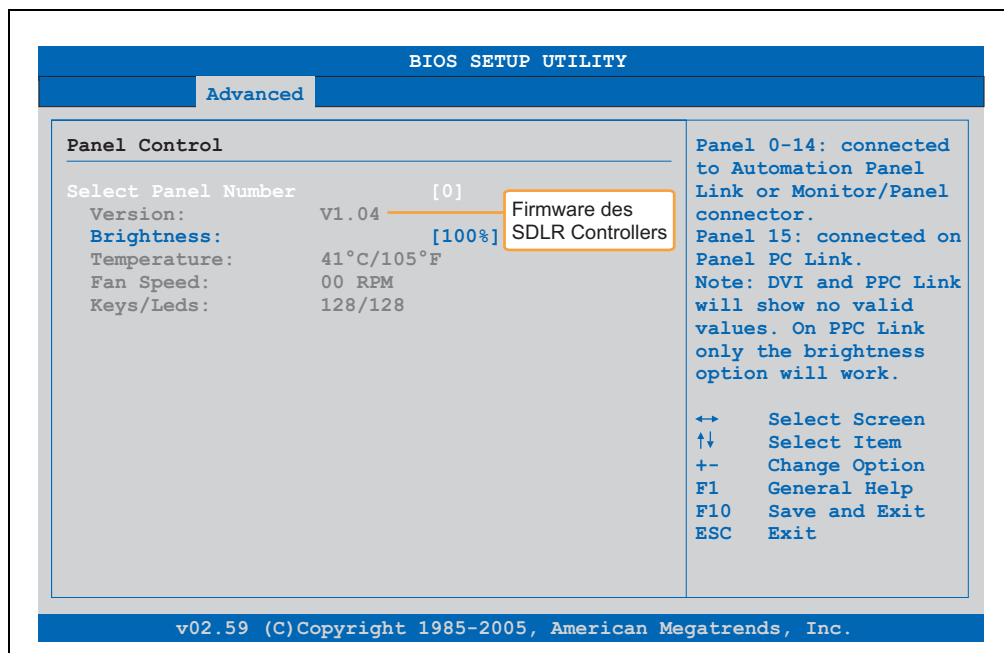 BIOS SETUP UTILITY
Advanced
Panel Control
Select Panel Number [0]
Version: V1.04
Firmware des
SDLR Controllers
Brightness: [100%]
Temperature: 41°C/105°F
Fan Speed: 00 RPM
Keys/Leds: 128/128
Panel 0-14: connected
to Automation Panel
Link or Monitor/Panel
connector.
Panel 15: connected on
Panel PC Link.
Note: DVI and PPC Link
will show no valid
values. On PPC Link
only the brightness
option will work.
↔ Select Screen
↑↓ Select Item
+- Change Option
F1 General Help
F10 Save and Exit
ESC Exit
v02.59 (C)Copyright 1985-2005, American Megatrends, Inc.